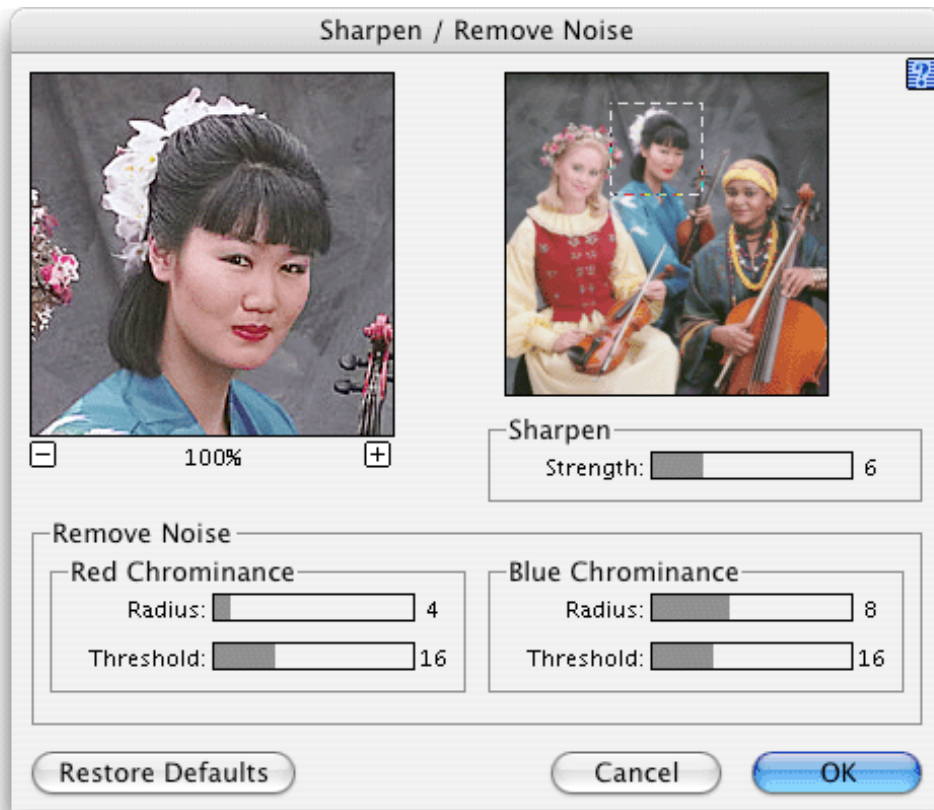 Sharpen / Remove Noise
?
100%
Sharpen
Strength: 6
Remove Noise
Red Chrominance
Radius: 4
Threshold: 16
Blue Chrominance
Radius: 8
Threshold: 16
Restore Defaults
Cancel
OK